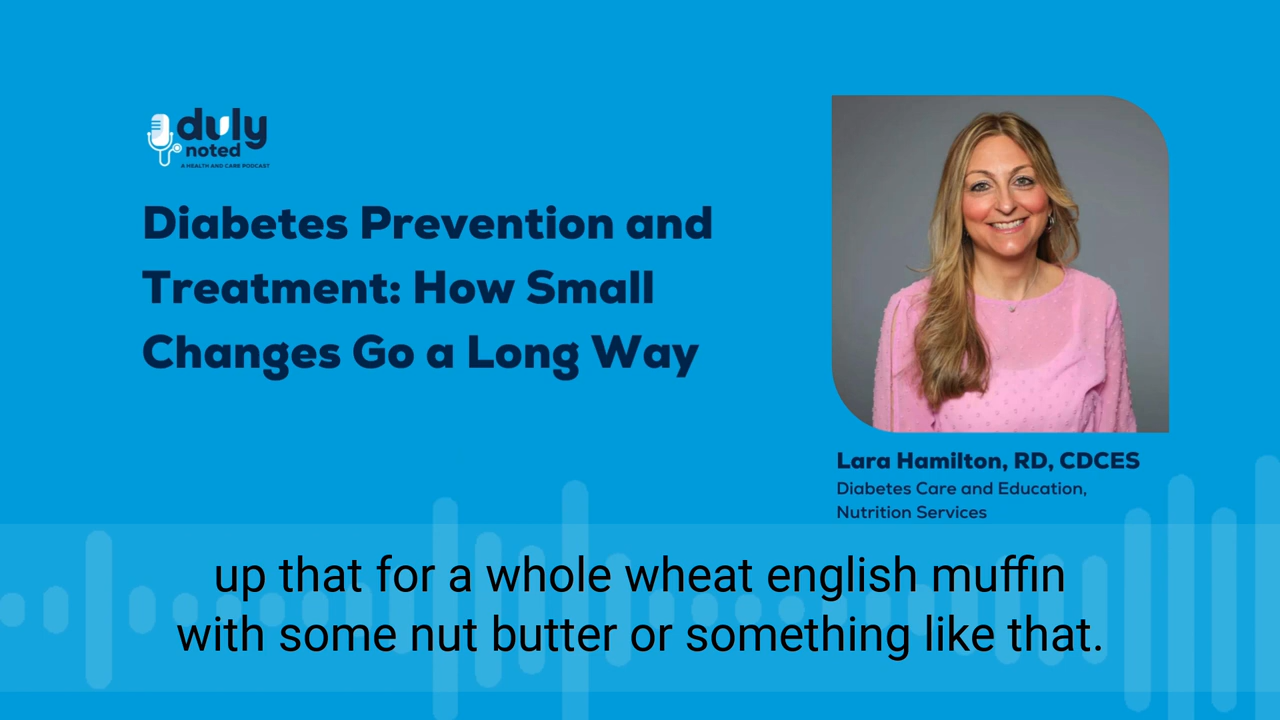 duly
noted
A HEALTH AND CARE PODCAST
Diabetes Prevention and
Treatment: How Small
Changes Go a Long Way
Lara Hamilton, RD, CDCES
Diabetes Care and Education,
Nutrition Services
up that for a whole wheat english muffin
with some nut butter or something like that.